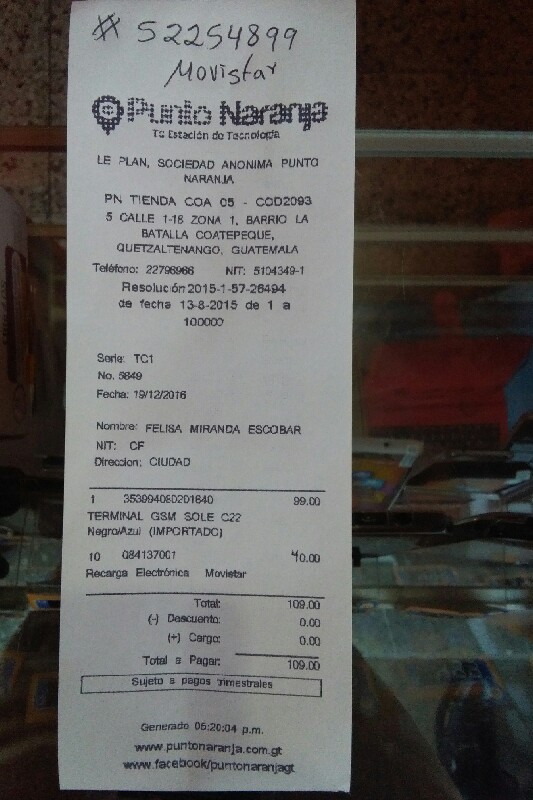 # 52254899
Movistar
Punto Naranja
Tu Estación de Tecnología
LE PLAN, SOCIEDAD ANONIMA PUNTO
NARANJA
PN TIENDA COA 05 - COD2093
5 CALLE 1-18 ZONA 1, BARRIO LA
BATALLA COATEPEQUE,
QUETZALTENANGO, GUATEMALA
Teléfono: 22798966 NIT: 5104349-1
Resolución 2015-1-57-26494
de fecha 13-8-2015 de 1 a
100000
Serie: TC1
No. 5849
Fecha: 19/12/2016
Nombre: FELISA MIRANDA ESCOBAR
NIT: CF
Direccion: CIUDAD
1 353994080201640 99.00
TERMINAL GSM SOLE C22
Negro/Azul (IMPORTADO)
10 084137001
Recarga Electrónica Movistar
Total: 109.00
(-) Descuento: 0.00
(+) Cargo: 0.00
Total a Pagar: 109.00
Sujeto a pagos trimestrales
Generado 06:20:04 p.m.
www.puntonaranja.com.gt
www.facebook/puntonaranjagt